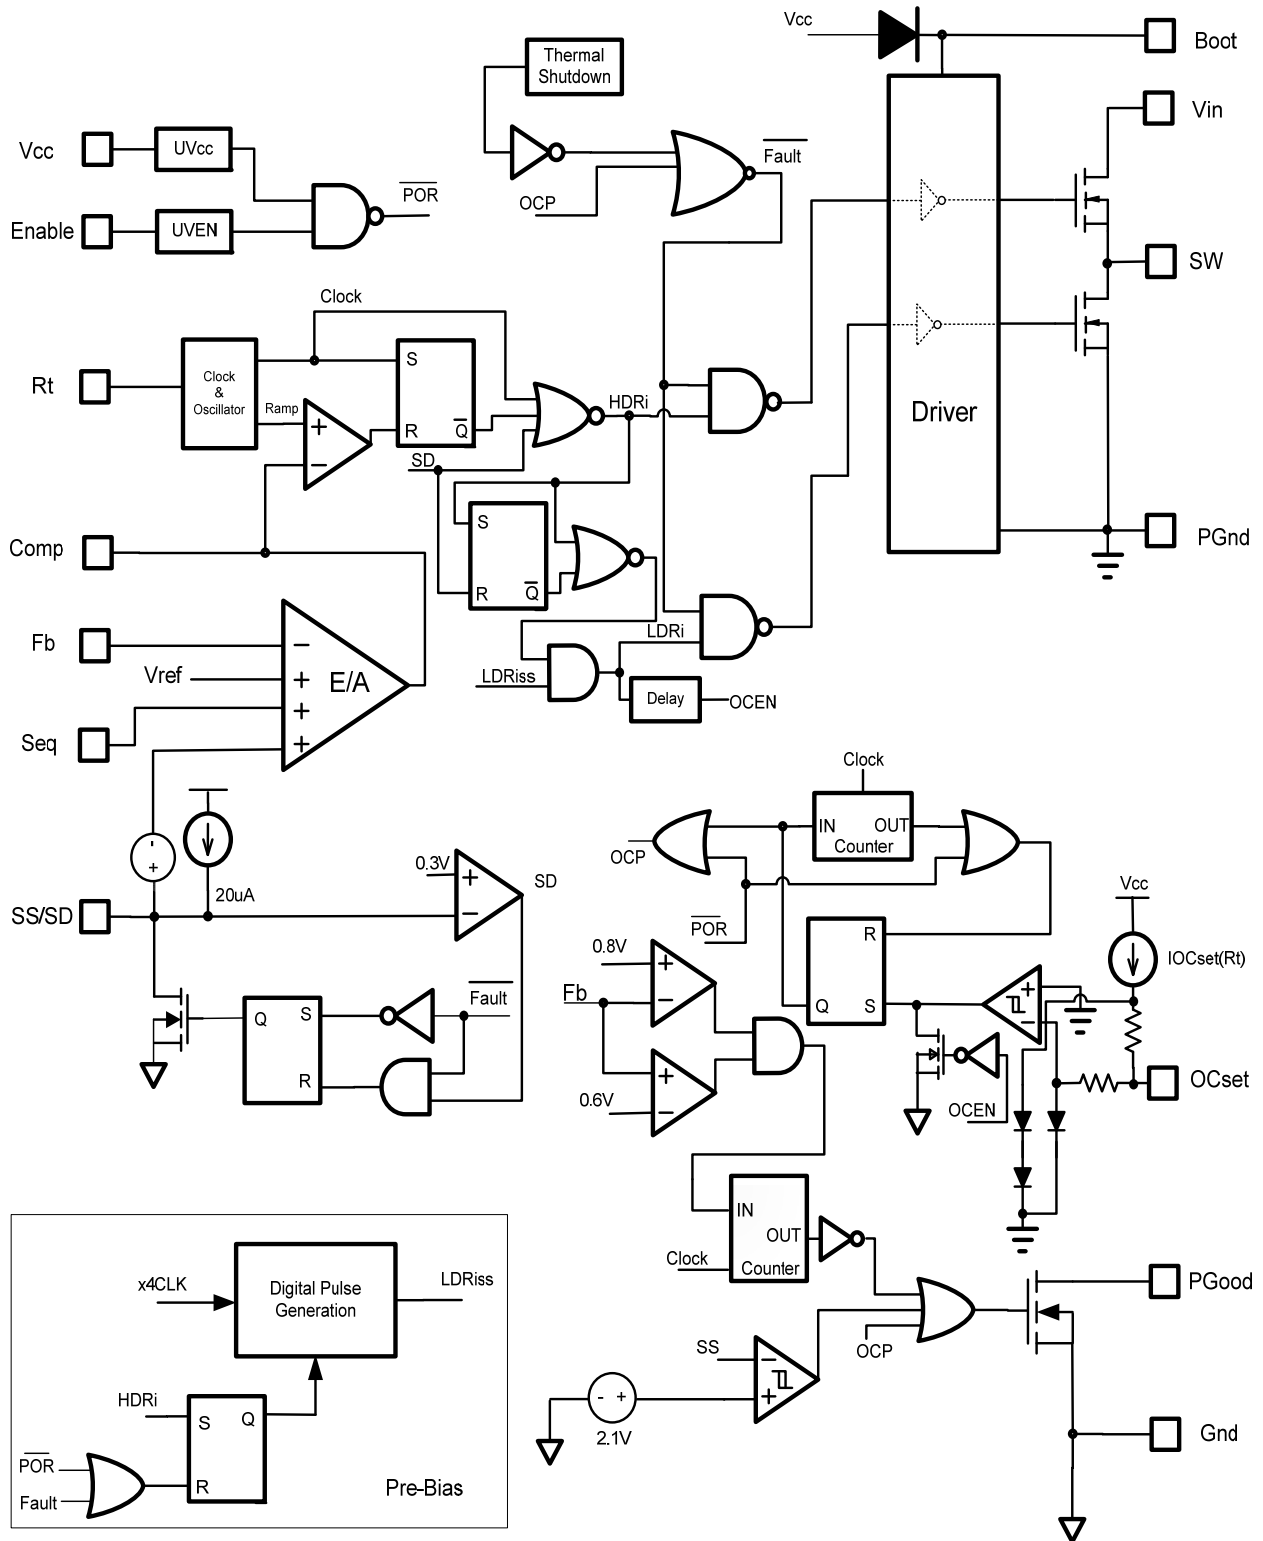 Vcc
Boot
Thermal
Shutdown
Vin
Vcc
UVcc
Fault
POR
OCP
Enable
UVEN
SW
Clock
Rt
Clock
&
Oscillator
Ramp
S
R
Q
HDRi
Driver
SD
S
R
Q
Comp
PGnd
Fb
Vref
E/A
LDRi
LDRiss
Delay
OCEN
Seq
Clock
IN
OUT
Counter
OCP
0.3V
SD
20uA
SS/SD
Vcc
POR
R
Q
S
IOCset(Rt)
0.8V
Fb
Fault
Q
S
R
0.6V
OCEN
OCset
IN
OUT
Counter
Clock
x4CLK
Digital Pulse
Generation
LDRiss
PGood
SS
OCP
2.1V
HDRi
S
Q
R
POR
Fault
Pre-Bias
Gnd